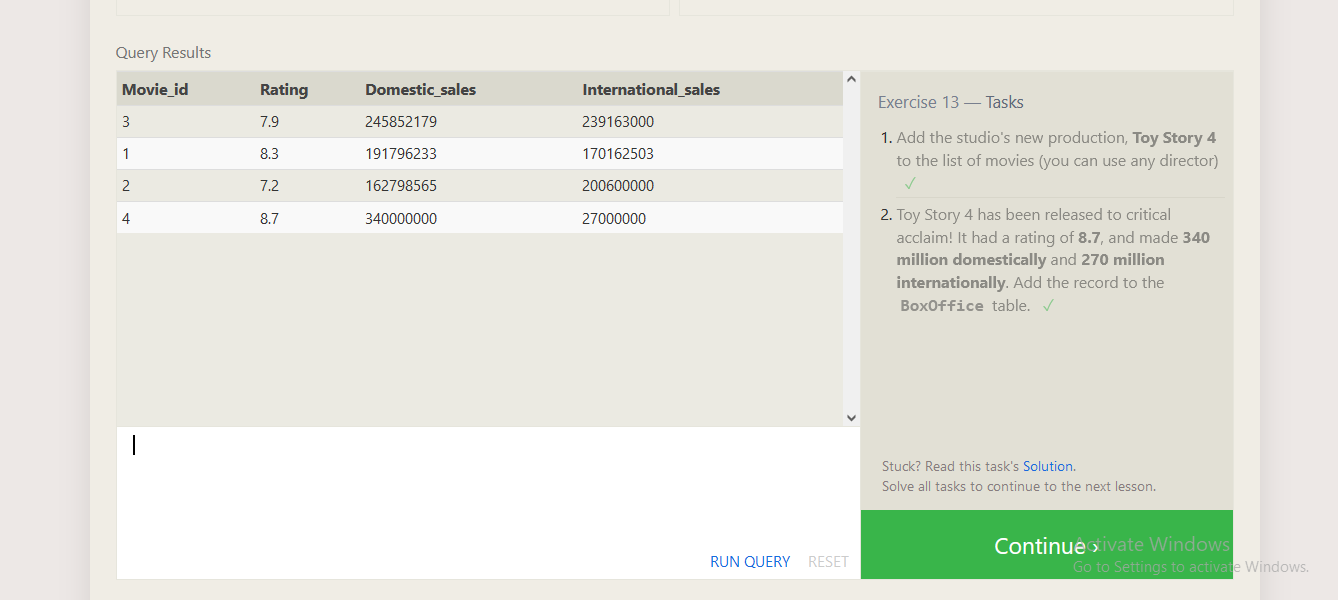 Query Results
Movie_id Rating Domestic_sales International_sales
3 7.9 245852179 239163000
1 8.3 191796233 170162503
2 7.2 162798565 200600000
4 8.7 340000000 27000000
RUN QUERY RESET
Exercise 13 — Tasks
1. Add the studio's new production, Toy Story 4
to the list of movies (you can use any director)
✓
2. Toy Story 4 has been released to critical
acclaim! It had a rating of 8.7, and made 340
million domestically and 270 million
internationally. Add the record to the
BoxOffice table. ✓
Stuck? Read this task's Solution.
Solve all tasks to continue to the next lesson.
Continue ›
Activate Windows
Go to Settings to activate Windows.